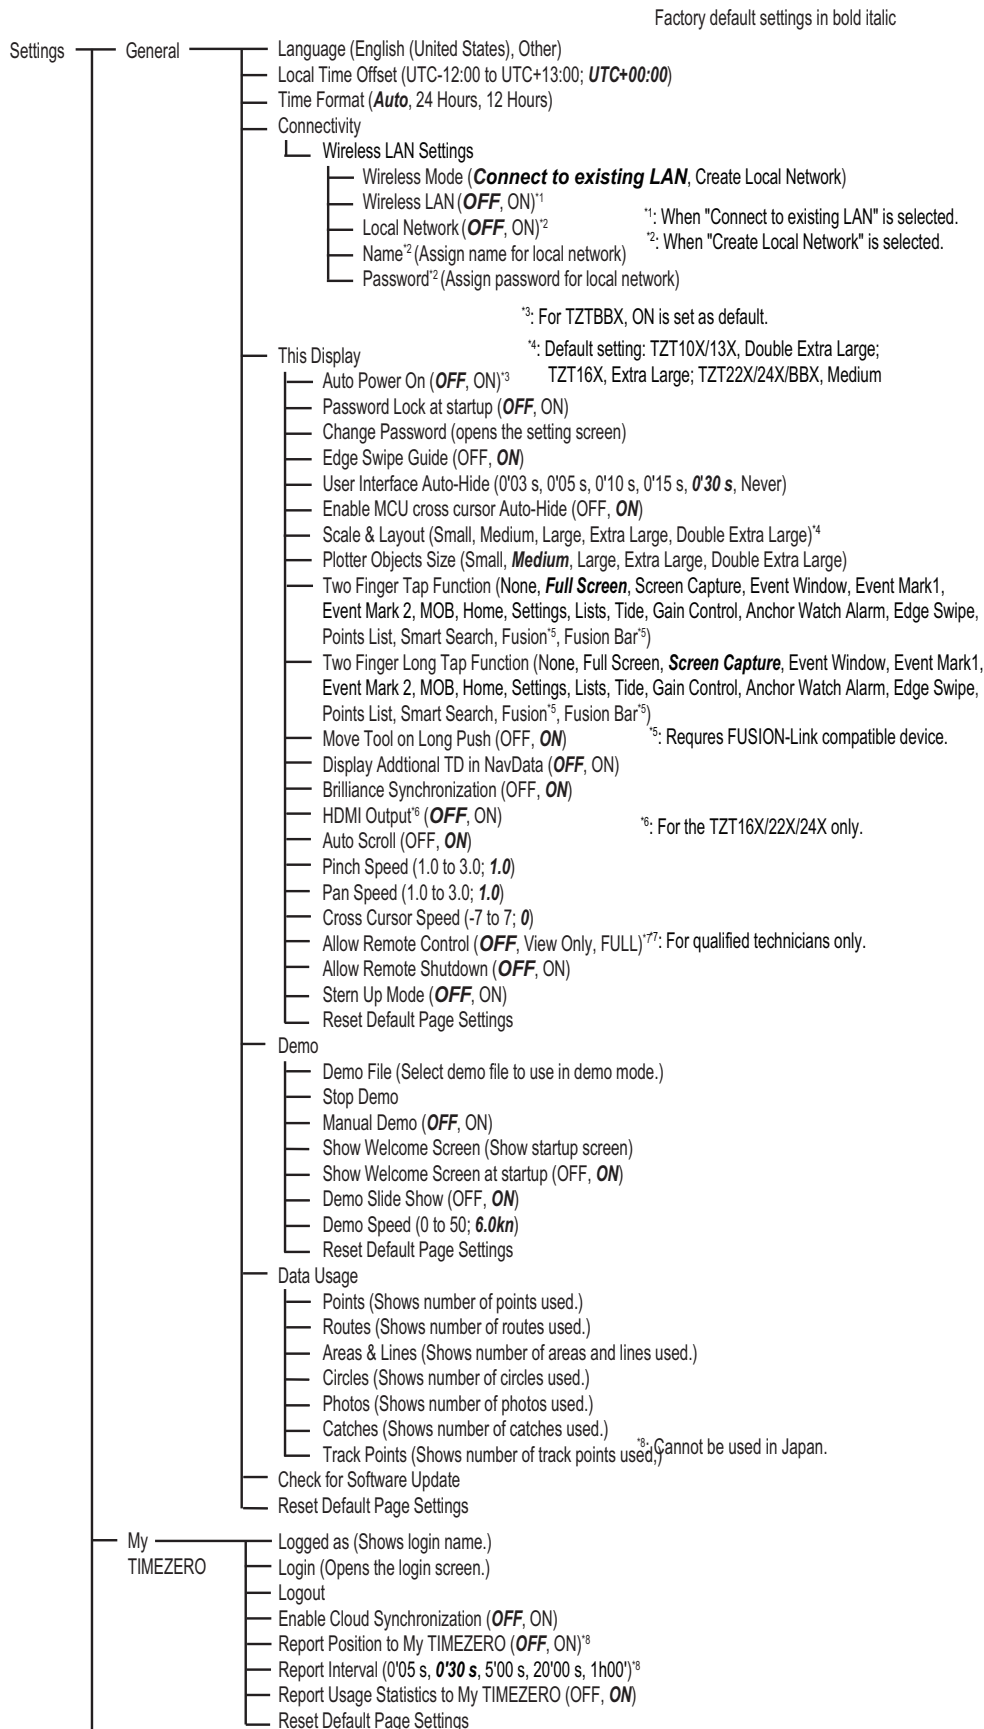 Factory default settings in bold italic
Settings
General
Language (English (United States), Other)
Local Time Offset (UTC-12:00 to UTC+13:00; UTC+00:00)
Time Format (Auto, 24 Hours, 12 Hours)
Connectivity
Wireless LAN Settings
Wireless Mode (Connect to existing LAN, Create Local Network)
Wireless LAN (OFF, ON)*1
*1: When "Connect to existing LAN" is selected.
Local Network (OFF, ON)*2
*2: When "Create Local Network" is selected.
Name*2 (Assign name for local network)
Password*2 (Assign password for local network)
*3: For TZTBBX, ON is set as default.
This Display
*4: Default setting: TZT10X/13X, Double Extra Large;
TZT16X, Extra Large; TZT22X/24X/BBX, Medium
Auto Power On (OFF, ON)*3
Password Lock at startup (OFF, ON)
Change Password (opens the setting screen)
Edge Swipe Guide (OFF, ON)
User Interface Auto-Hide (0'03 s, 0'05 s, 0'10 s, 0'15 s, 0'30 s, Never)
Enable MCU cross cursor Auto-Hide (OFF, ON)
Scale & Layout (Small, Medium, Large, Extra Large, Double Extra Large)*4
Plotter Objects Size (Small, Medium, Large, Extra Large, Double Extra Large)
Two Finger Tap Function (None, Full Screen, Screen Capture, Event Window, Event Mark1,
Event Mark 2, MOB, Home, Settings, Lists, Tide, Gain Control, Anchor Watch Alarm, Edge Swipe,
Points List, Smart Search, Fusion*5, Fusion Bar*5)
Two Finger Long Tap Function (None, Full Screen, Screen Capture, Event Window, Event Mark1,
Event Mark 2, MOB, Home, Settings, Lists, Tide, Gain Control, Anchor Watch Alarm, Edge Swipe,
Points List, Smart Search, Fusion*5, Fusion Bar*5)
Move Tool on Long Push (OFF, ON)
*5: Requres FUSION-Link compatible device.
Display Addtional TD in NavData (OFF, ON)
Brilliance Synchronization (OFF, ON)
HDMI Output*6 (OFF, ON)
*6: For the TZT16X/22X/24X only.
Auto Scroll (OFF, ON)
Pinch Speed (1.0 to 3.0; 1.0)
Pan Speed (1.0 to 3.0; 1.0)
Cross Cursor Speed (-7 to 7; 0)
Allow Remote Control (OFF, View Only, FULL)*7
*7: For qualified technicians only.
Allow Remote Shutdown (OFF, ON)
Stern Up Mode (OFF, ON)
Reset Default Page Settings
Demo
Demo File (Select demo file to use in demo mode.)
Stop Demo
Manual Demo (OFF, ON)
Show Welcome Screen (Show startup screen)
Show Welcome Screen at startup (OFF, ON)
Demo Slide Show (OFF, ON)
Demo Speed (0 to 50; 6.0kn)
Reset Default Page Settings
Data Usage
Points (Shows number of points used.)
Routes (Shows number of routes used.)
Areas & Lines (Shows number of areas and lines used.)
Circles (Shows number of circles used.)
Photos (Shows number of photos used.)
Catches (Shows number of catches used.)
Track Points (Shows number of track points used,)
*8: Cannot be used in Japan.
Check for Software Update
Reset Default Page Settings
My
TIMEZERO
Logged as (Shows login name.)
Login (Opens the login screen.)
Logout
Enable Cloud Synchronization (OFF, ON)
Report Position to My TIMEZERO (OFF, ON)*8
Report Interval (0'05 s, 0'30 s, 5'00 s, 20'00 s, 1h00')*8
Report Usage Statistics to My TIMEZERO (OFF, ON)
Reset Default Page Settings